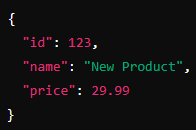 {
  "id": 123,
  "name": "New Product",
  "price": 29.99
}